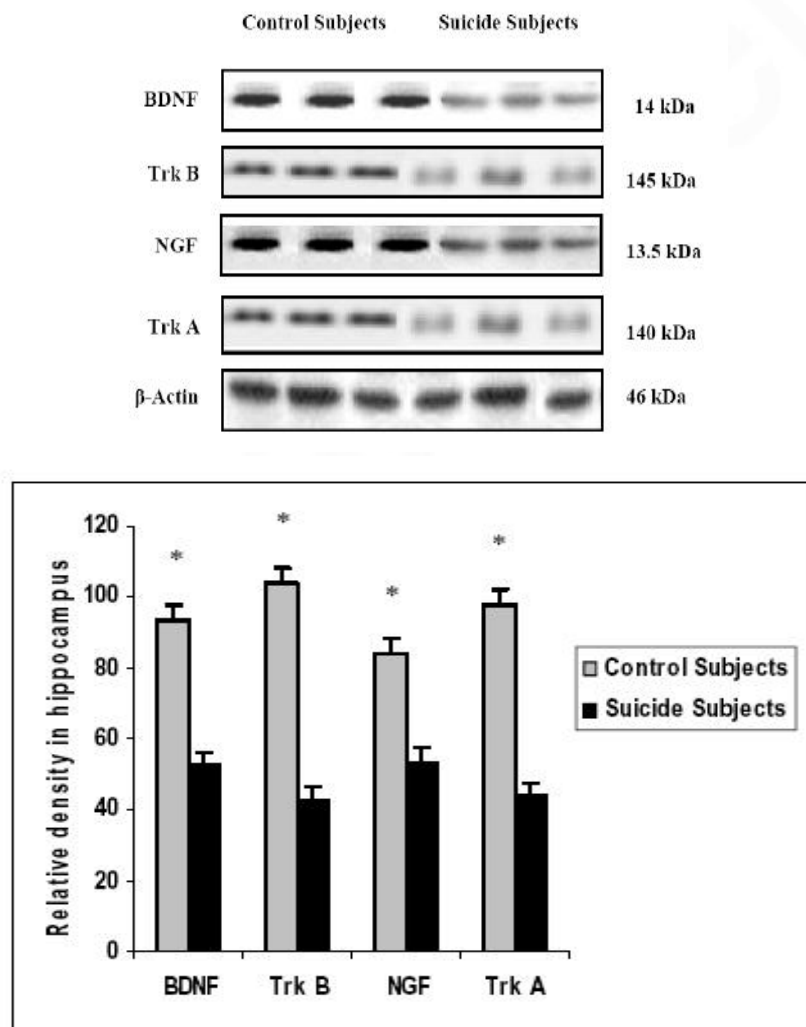 Control Subjects Suicide Subjects
BDNF 14 kDa
Trk B 145 kDa
NGF 13.5 kDa
Trk A 140 kDa
β-Actin 46 kDa
Relative density in hippocampus
120
100
80
60
40
20
0
* * * *
BDNF Trk B NGF Trk A
Control Subjects
Suicide Subjects